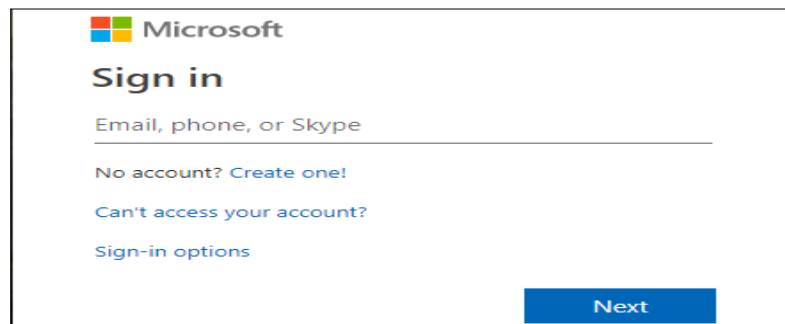 Microsoft
Sign in
Email, phone, or Skype
No account? Create one!
Can't access your account?
Sign-in options
Next